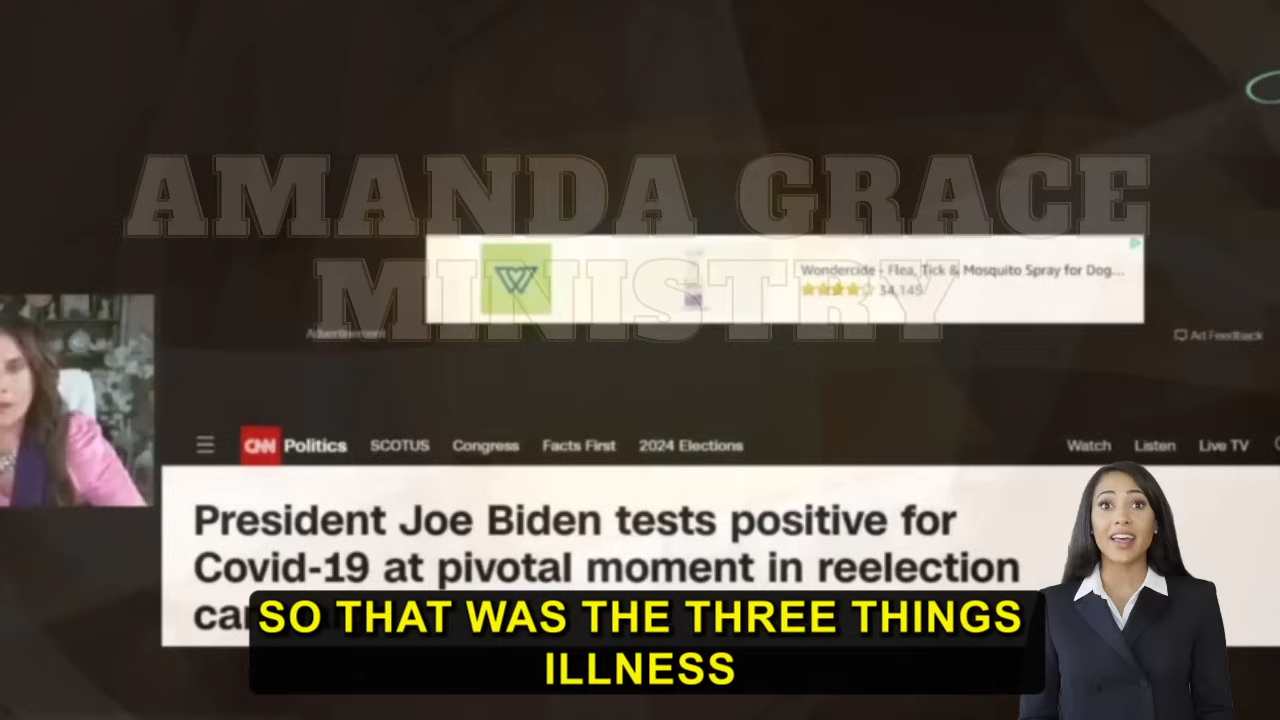 AMANDA GRACE
MINISTRY
Wondercide - Flea, Tick & Mosquito Spray for Dog...
34,145
Advertisement
Ad Feedback
CNN Politics SCOTUS Congress Facts First 2024 Elections Watch Listen Live TV
President Joe Biden tests positive for
Covid-19 at pivotal moment in reelection
SO THAT WAS THE THREE THINGS
ILLNESS